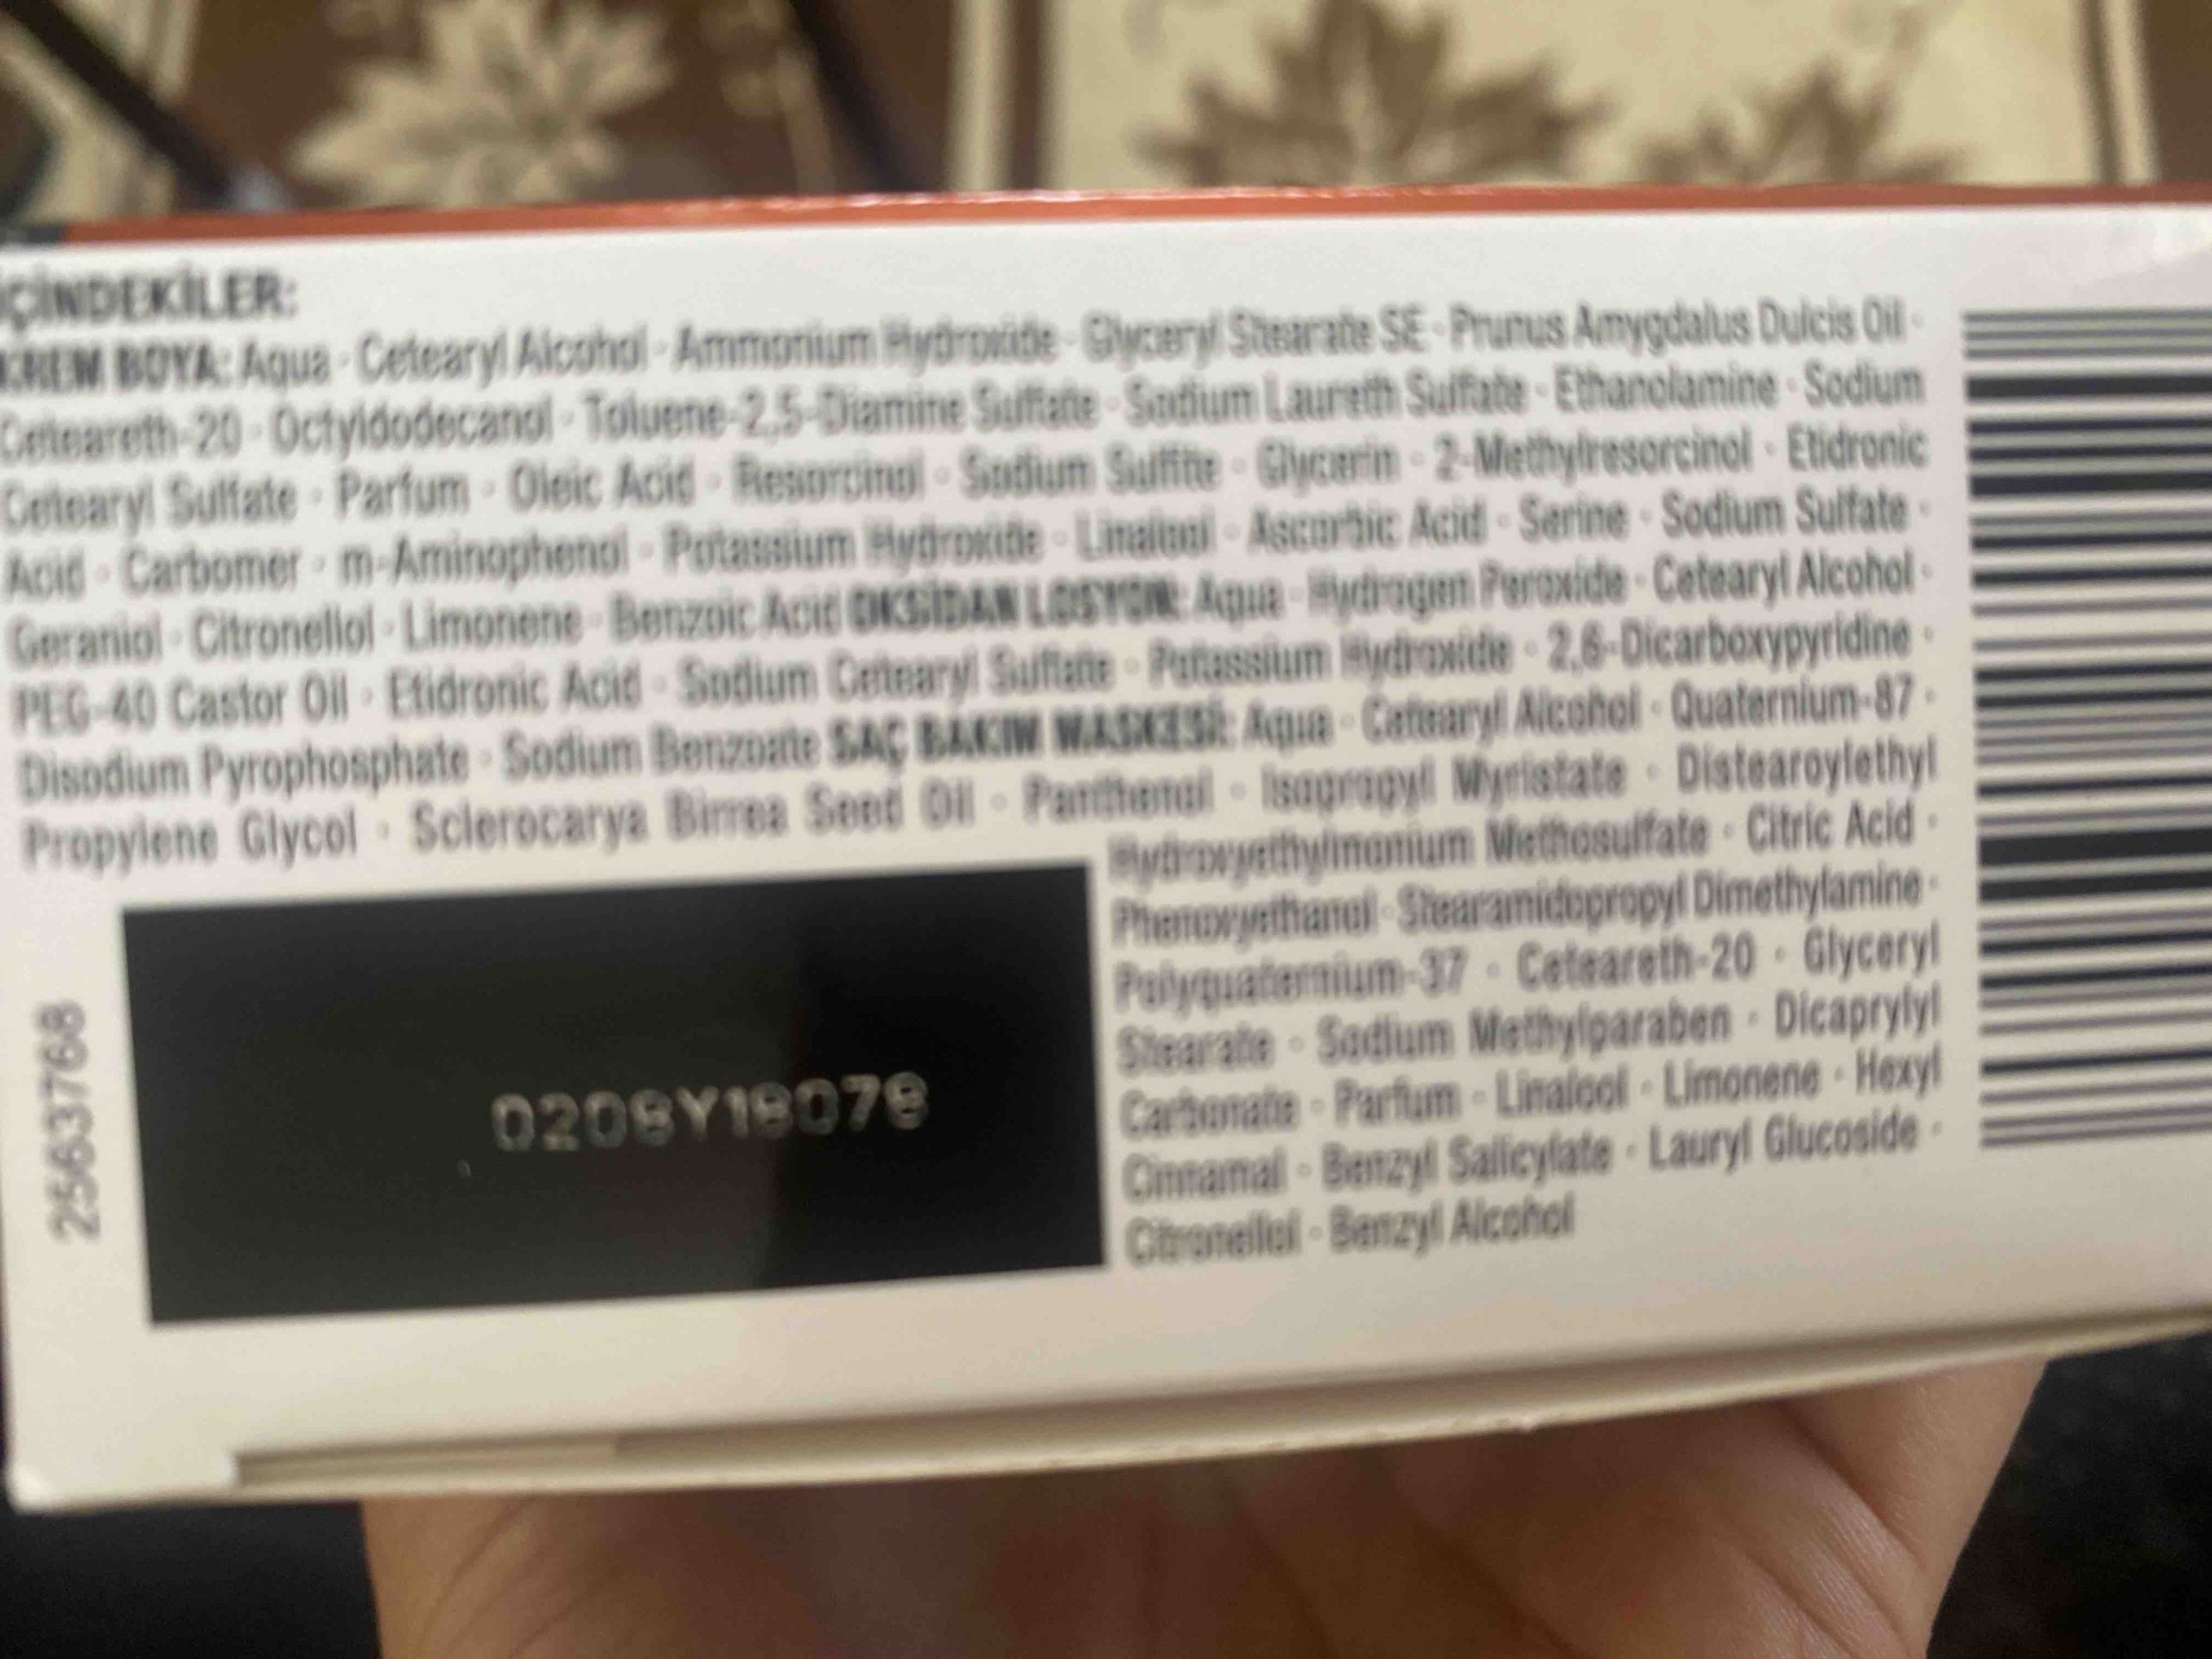 İÇİNDEKİLER:
KREM BOYA: Aqua · Cetearyl Alcohol · Ammonium Hydroxide · Glyceryl Stearate SE · Prunus Amygdalus Dulcis Oil ·
Ceteareth-20 · Octyldodecanol · Toluene-2,5-Diamine Sulfate · Sodium Laureth Sulfate · Ethanolamine · Sodium
Cetearyl Sulfate · Parfum · Oleic Acid · Resorcinol · Sodium Sulfite · Glycerin · 2-Methylresorcinol · Etidronic
Acid · Carbomer · m-Aminophenol · Potassium Hydroxide · Linalool · Ascorbic Acid · Serine · Sodium Sulfate ·
Geraniol · Citronellol · Limonene · Benzoic Acid OKSİDAN LOSYON: Aqua · Hydrogen Peroxide · Cetearyl Alcohol ·
PEG-40 Castor Oil · Etidronic Acid · Sodium Cetearyl Sulfate · Potassium Hydroxide · 2,6-Dicarboxypyridine ·
Disodium Pyrophosphate · Sodium Benzoate SAÇ BAKIM MASKESİ: Aqua · Cetearyl Alcohol · Quaternium-87 ·
Propylene Glycol · Sclerocarya Birrea Seed Oil · Panthenol · Isopropyl Myristate · Distearoylethyl
Hydroxyethylmonium Methosulfate · Citric Acid ·
Phenoxyethanol · Stearamidopropyl Dimethylamine ·
Polyquaternium-37 · Ceteareth-20 · Glyceryl
Stearate · Sodium Methylparaben · Dicaprylyl
Carbonate · Parfum · Linalool · Limonene · Hexyl
Cinnamal · Benzyl Salicylate · Lauryl Glucoside ·
Citronellol · Benzyl Alcohol
2563768
0208Y18078